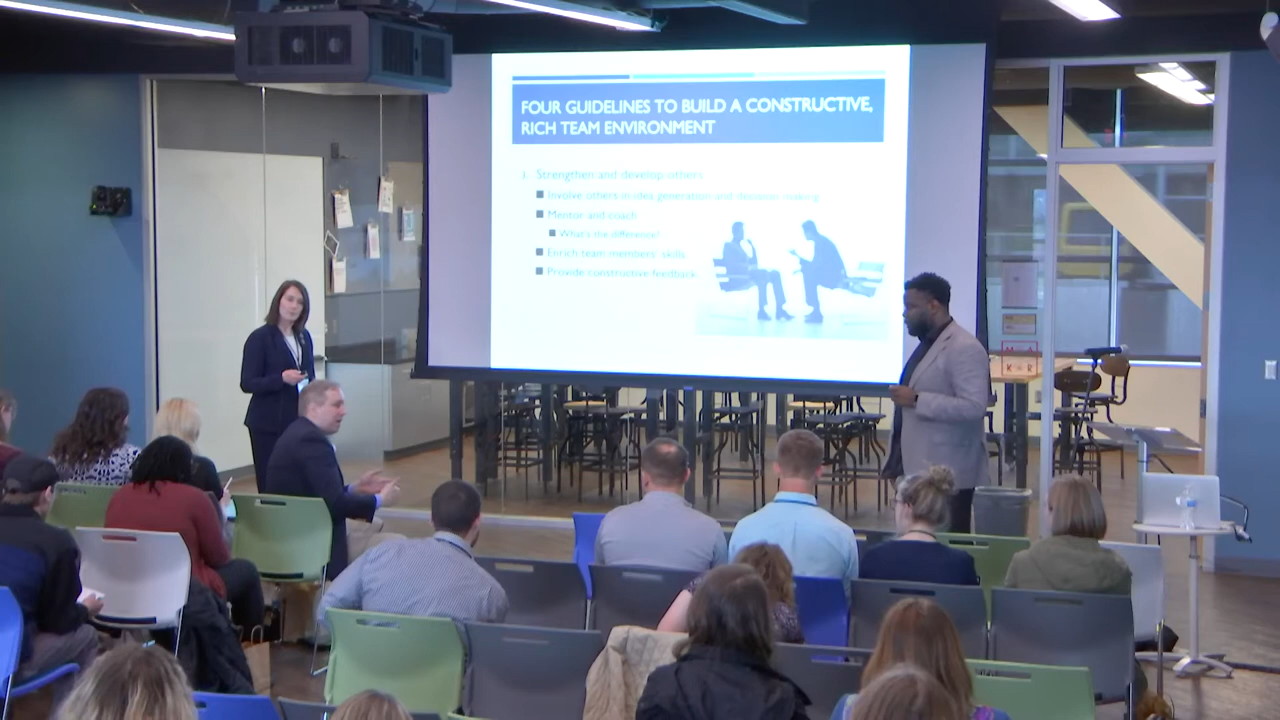 FOUR GUIDELINES TO BUILD A CONSTRUCTIVE,
RICH TEAM ENVIRONMENT
1. Strengthen and develop others
Involve others in idea generation and decision making
Mentor and coach
What's the difference?
Enrich team members' skills
Provide constructive feedback